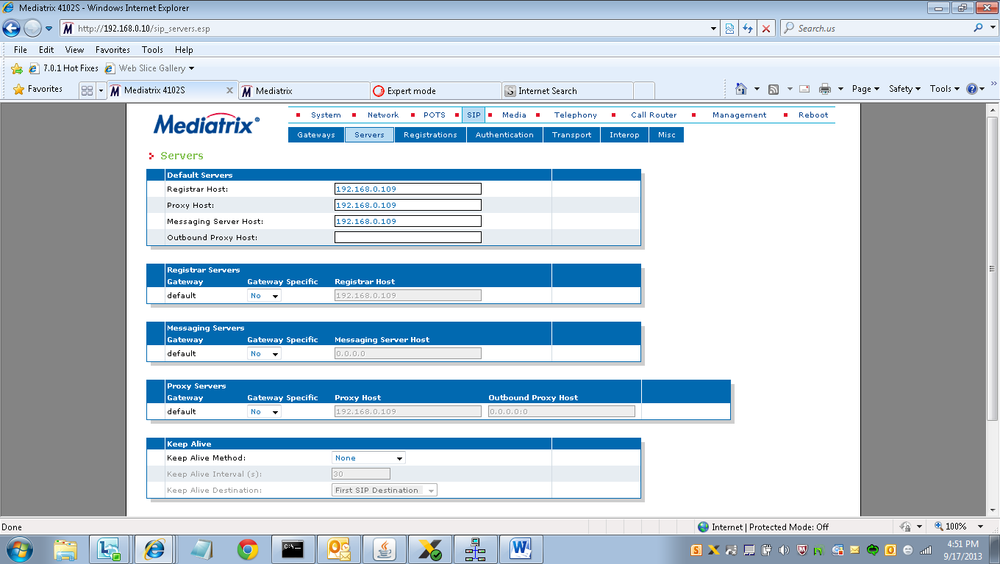 Mediatrix 4102S - Windows Internet Explorer
http://192.168.0.10/sip_servers.esp
Search.us
File Edit View Favorites Tools Help
7.0.1 Hot Fixes Web Slice Gallery
Favorites Mediatrix 4102S Mediatrix Expert mode Internet Search Page Safety Tools
Mediatrix®
System Network POTS SIP Media Telephony Call Router Management Reboot
Gateways Servers Registrations Authentication Transport Interop Misc
Servers
Default Servers
Registrar Host: 192.168.0.109
Proxy Host: 192.168.0.109
Messaging Server Host: 192.168.0.109
Outbound Proxy Host:
Registrar Servers
Gateway Gateway Specific Registrar Host
default No 192.168.0.109
Messaging Servers
Gateway Gateway Specific Messaging Server Host
default No 0.0.0.0
Proxy Servers
Gateway Gateway Specific Proxy Host Outbound Proxy Host
default No 192.168.0.109 0.0.0.0:0
Keep Alive
Keep Alive Method: None
Keep Alive Interval (s): 30
Keep Alive Destination: First SIP Destination
Done Internet | Protected Mode: Off 100%
4:51 PM
9/17/2013